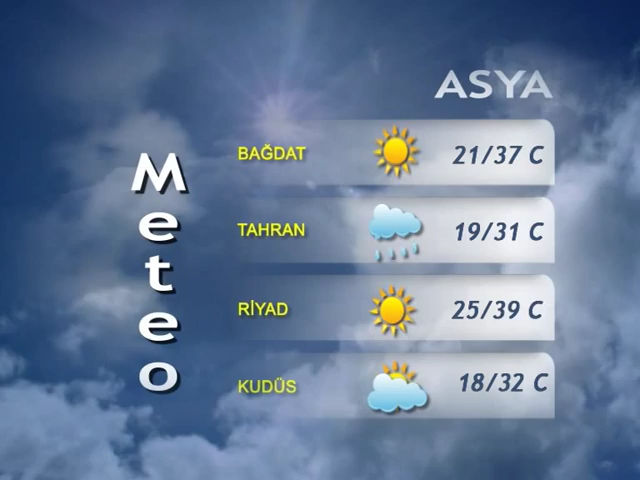 ASYA
Meteo
BAĞDAT 21/37 C
TAHRAN 19/31 C
RİYAD 25/39 C
KUDÜS 18/32 C